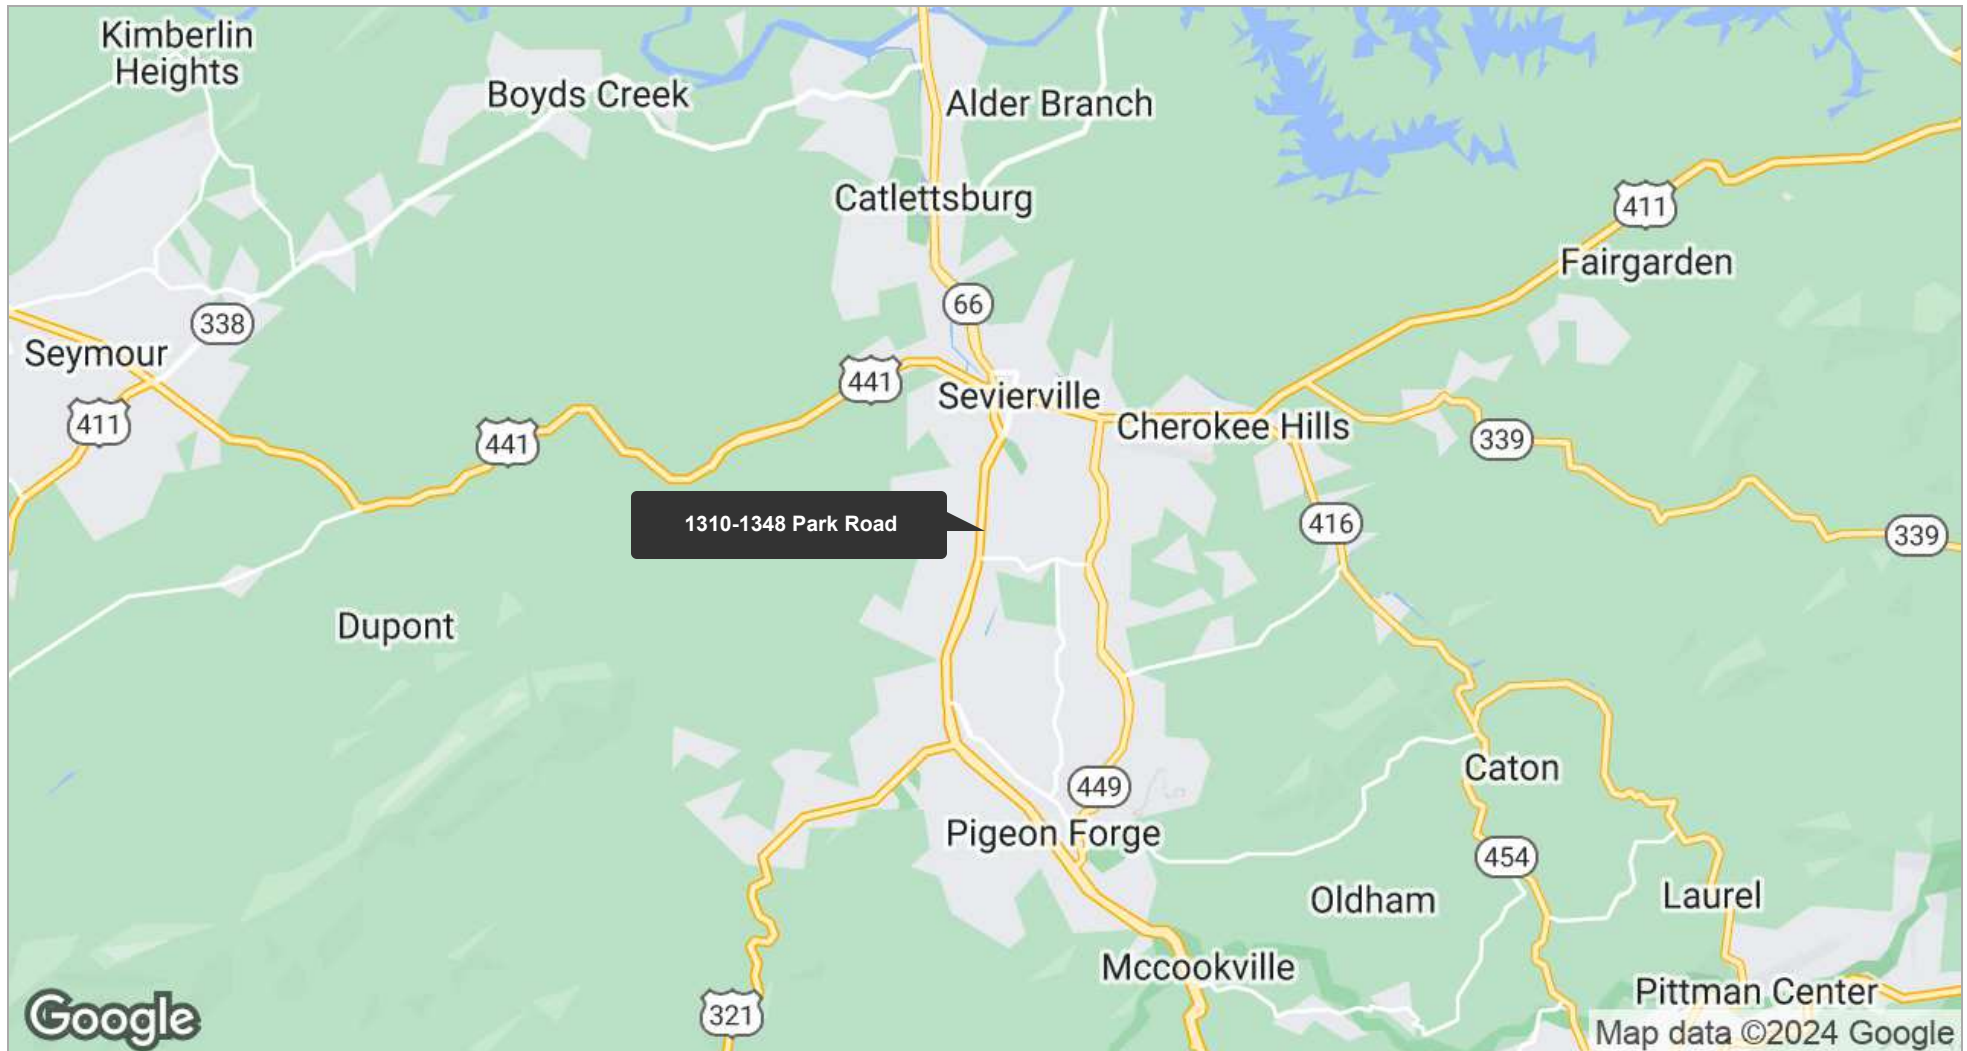 Kimberlin
Heights
Boyds Creek
Alder Branch
Catlettsburg
411
Fairgarden
66
338
Seymour
441
Sevierville
411
441
Cherokee Hills
339
1310-1348 Park Road
416
339
Dupont
Caton
449
Pigeon Forge
454
Oldham
Laurel
Mccookville
Pittman Center
321
Google
Map data ©2024 Google